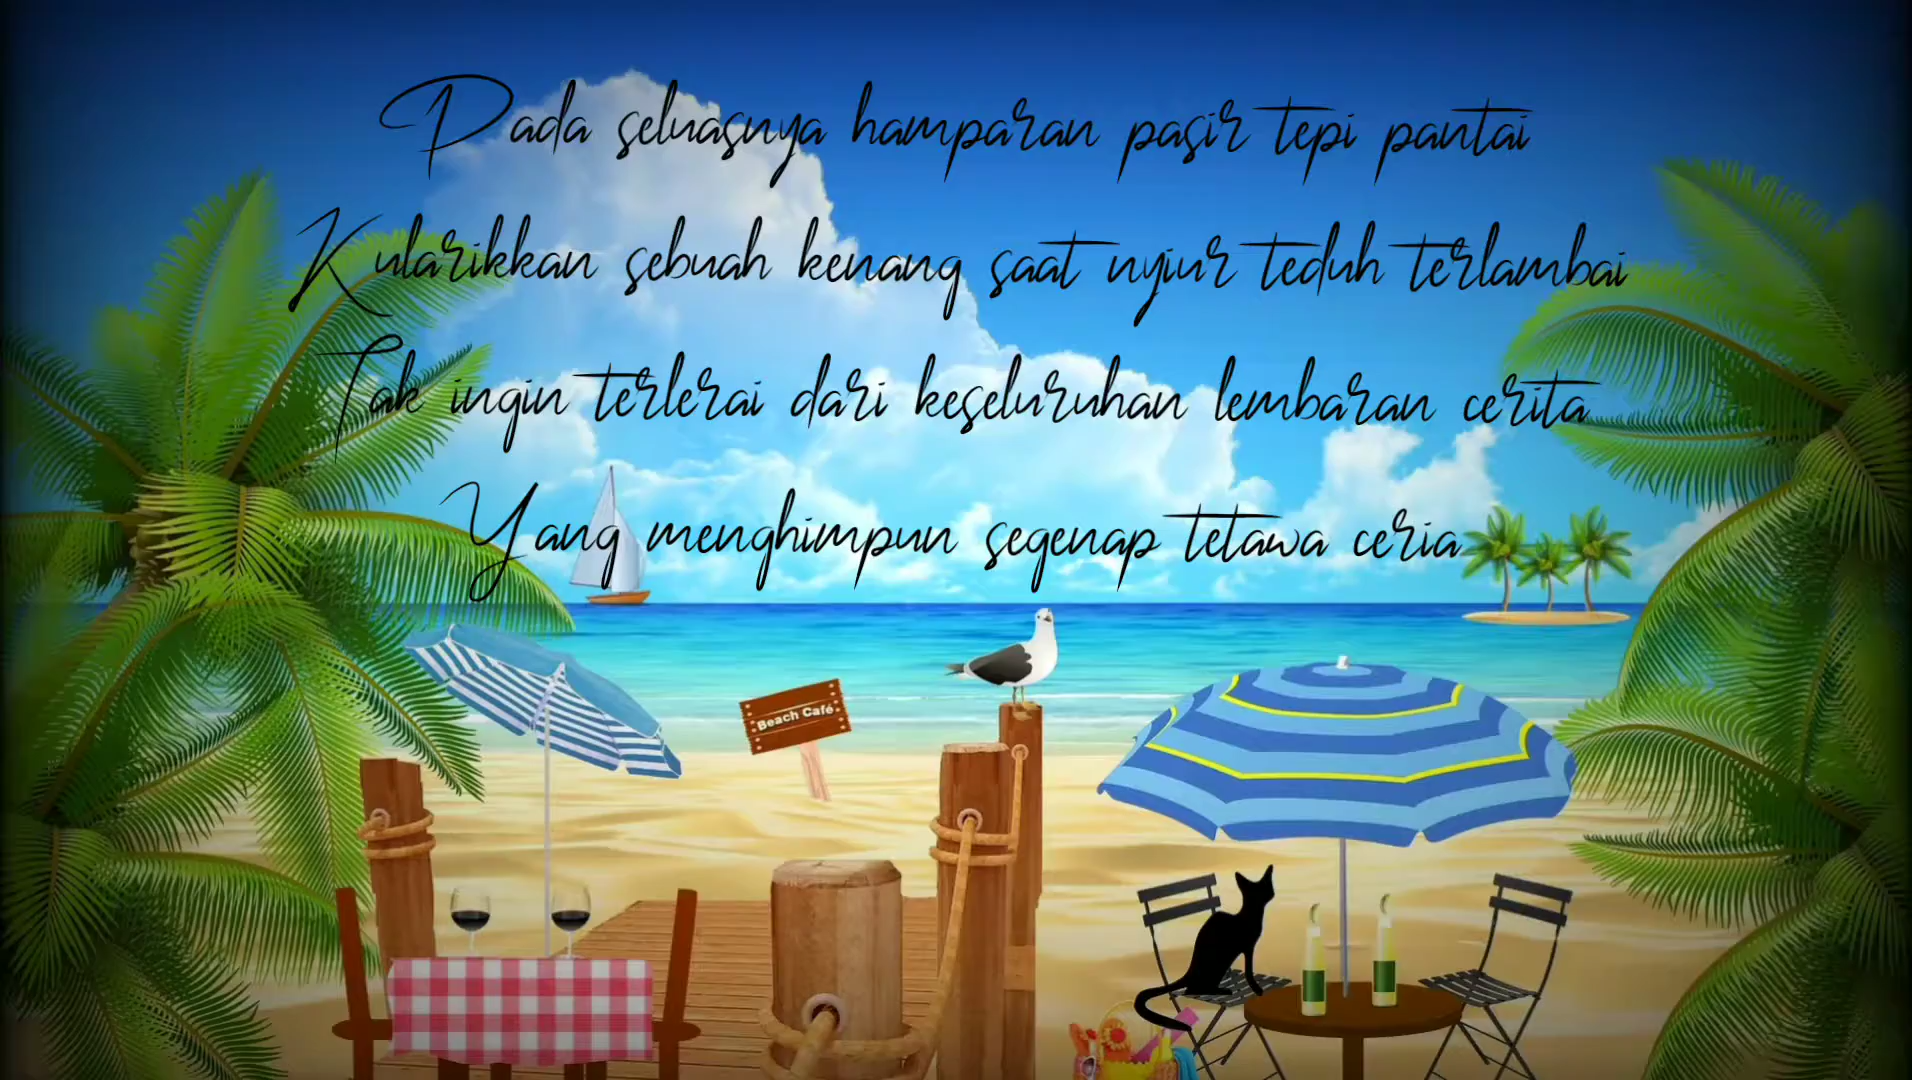 Pada seluasnya hamparan pasir tepi pantai
Kularikkan sebuah kenang saat nyiur teduh terlambai
Tak ingin terlerai dari keseluruhan lembaran cerita
Yang menghimpun segenap tetawa ceria
Beach Café